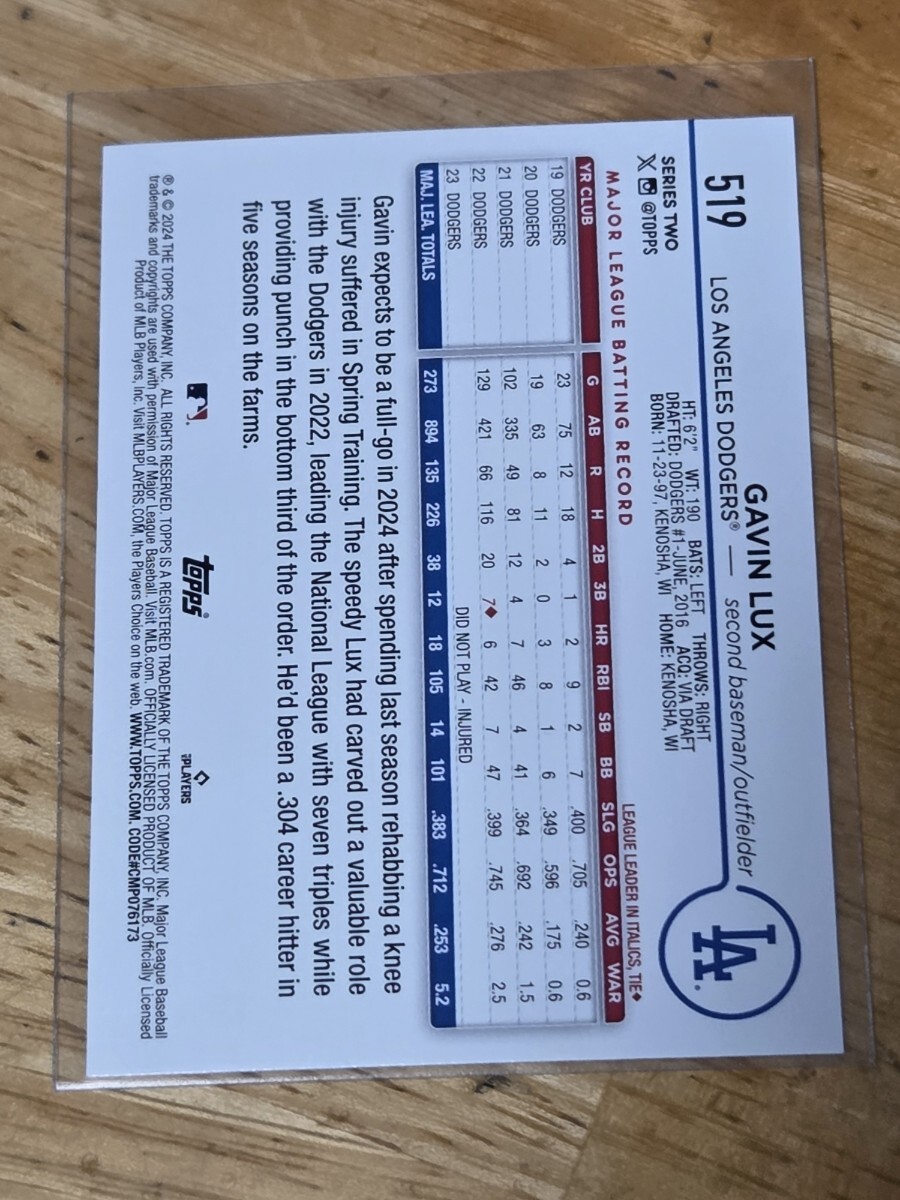 519
GAVIN LUX
LOS ANGELES DODGERS® — second baseman/outfielder
LA.
HT: 6'2" WT: 190 BATS: LEFT THROWS: RIGHT
DRAFTED: DODGERS #1-JUNE, 2016 ACQ: VIA DRAFT
BORN: 11-23-97, KENOSHA, WI HOME: KENOSHA, WI
SERIES TWO
X @TOPPS
MAJOR LEAGUE BATTING RECORD
LEAGUE LEADER IN ITALICS, TIE♦
YR CLUB G AB R H 2B 3B HR RBI SB BB SLG OPS AVG WAR
19 DODGERS 23 75 12 18 4 1 2 9 2 7 .400 .705 .240 0.6
20 DODGERS 19 63 8 11 2 0 3 8 1 6 .349 .596 .175 0.6
21 DODGERS 102 335 49 81 12 4 7 46 4 41 .364 .692 .242 1.5
22 DODGERS 129 421 66 116 20 7♦ 6 42 7 47 .399 .745 .276 2.5
23 DODGERS DID NOT PLAY - INJURED
MAJ. LEA. TOTALS 273 894 135 226 38 12 18 105 14 101 .383 .712 .253 5.2
Gavin expects to be a full-go in 2024 after spending last season rehabbing a knee
injury suffered in Spring Training. The speedy Lux had carved out a valuable role
with the Dodgers in 2022, leading the National League with seven triples while
providing punch in the bottom third of the order. He'd been a .304 career hitter in
five seasons on the farms.
topps®
PLAYERS
® & © 2024 THE TOPPS COMPANY, INC. ALL RIGHTS RESERVED. TOPPS IS A REGISTERED TRADEMARK OF THE TOPPS COMPANY, INC. Major League Baseball
trademarks and copyrights are used with permission of Major League Baseball. Visit MLB.com. OFFICIALLY LICENSED PRODUCT OF MLB. Officially Licensed
Product of MLB Players, Inc. Visit MLBPLAYERS.COM, the Players Choice on the web. WWW.TOPPS.COM. CODE#CMP076173